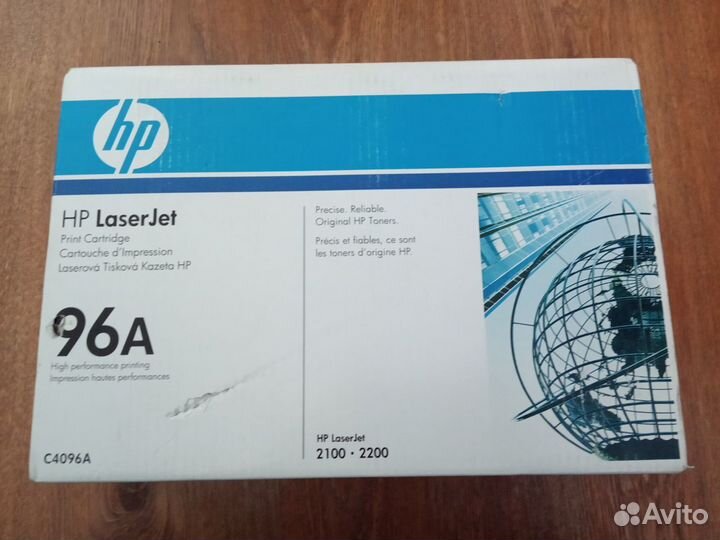 hp
HP LaserJet
Print Cartridge
Cartouche d'Impression
Laserová Tisková Kazeta HP
96A
High performance printing
Impression hautes performances
C4096A
Precise. Reliable.
Original HP Toners.
Précis et fiables, ce sont
les toners d'origine HP.
HP LaserJet
2100 • 2200
Avito